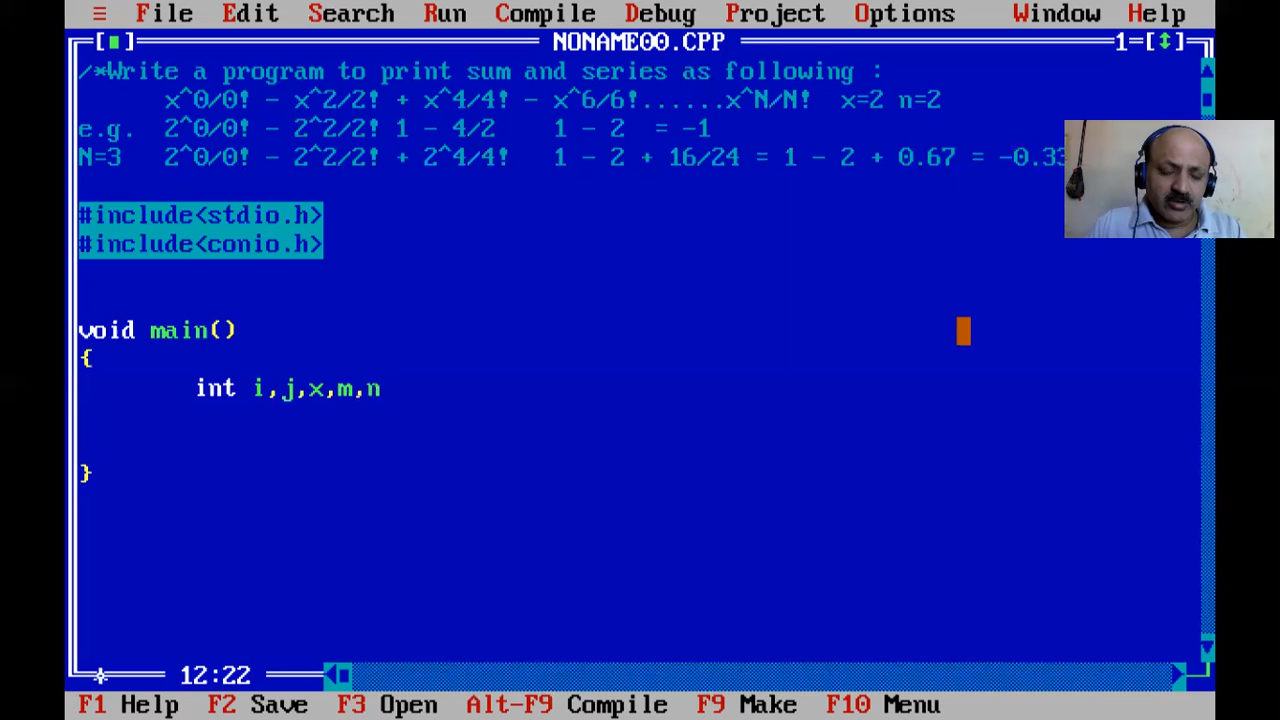 ≡ File Edit Search Run Compile Debug Project Options Window Help
[■] NONAME00.CPP 1=[↕]
/*Write a program to print sum and series as following :
x^0/0! - x^2/2! + x^4/4! - x^6/6!......x^N/N! x=2 n=2
e.g. 2^0/0! - 2^2/2! 1 - 4/2 1 - 2 = -1
N=3 2^0/0! - 2^2/2! + 2^4/4! 1 - 2 + 16/24 = 1 - 2 + 0.67 = -0.33
#include<stdio.h>
#include<conio.h>
void main()
{
int i,j,x,m,n
}
12:22
F1 Help F2 Save F3 Open Alt-F9 Compile F9 Make F10 Menu